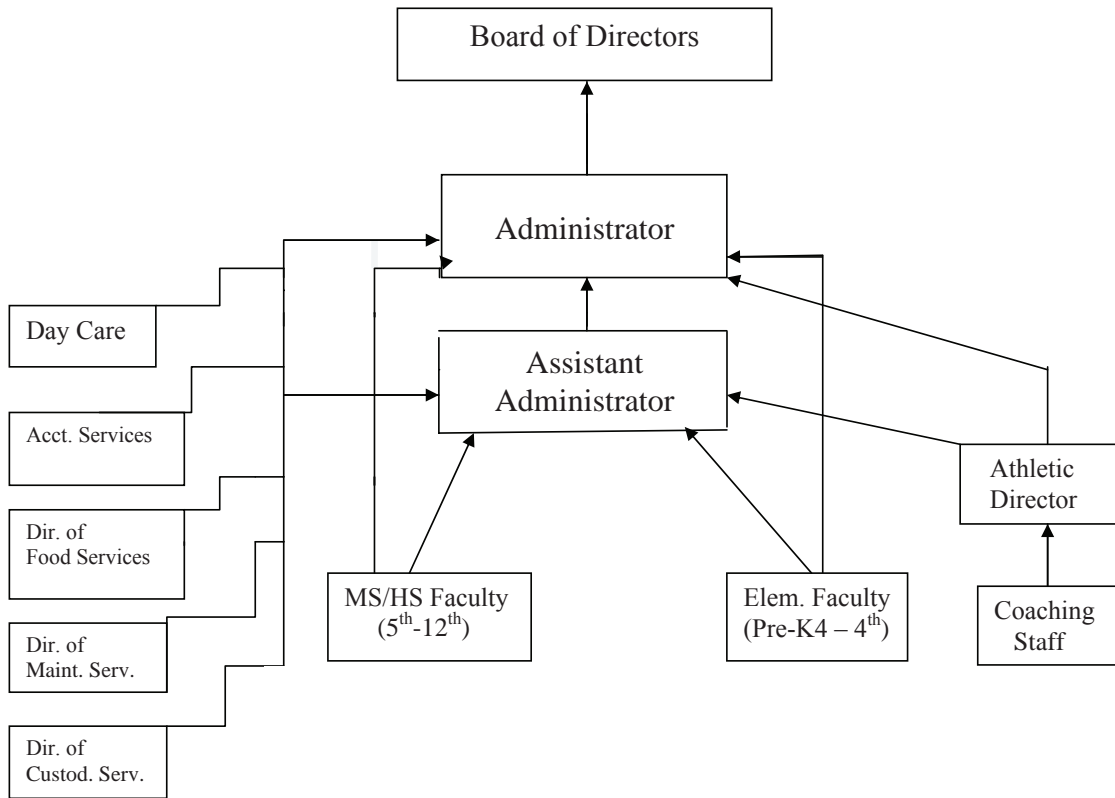 Board of Directors
Administrator
Assistant
Administrator
Day Care
Acct. Services
Dir. of
Food Services
Dir. of
Maint. Serv.
Dir. of
Custod. Serv.
MS/HS Faculty
(5th-12th)
Elem. Faculty
(Pre-K4 – 4th)
Athletic
Director
Coaching
Staff